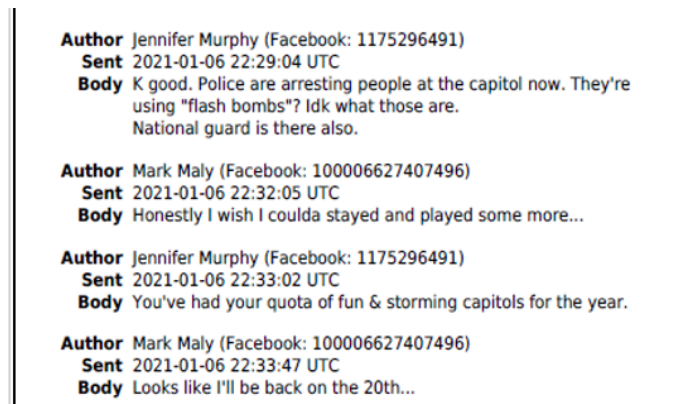 Author Jennifer Murphy (Facebook: 1175296491)
Sent 2021-01-06 22:29:04 UTC
Body K good. Police are arresting people at the capitol now. They're
using "flash bombs"? Idk what those are.
National guard is there also.
Author Mark Maly (Facebook: 100006627407496)
Sent 2021-01-06 22:32:05 UTC
Body Honestly I wish I coulda stayed and played some more...
Author Jennifer Murphy (Facebook: 1175296491)
Sent 2021-01-06 22:33:02 UTC
Body You've had your quota of fun & storming capitols for the year.
Author Mark Maly (Facebook: 100006627407496)
Sent 2021-01-06 22:33:47 UTC
Body Looks like I'll be back on the 20th...